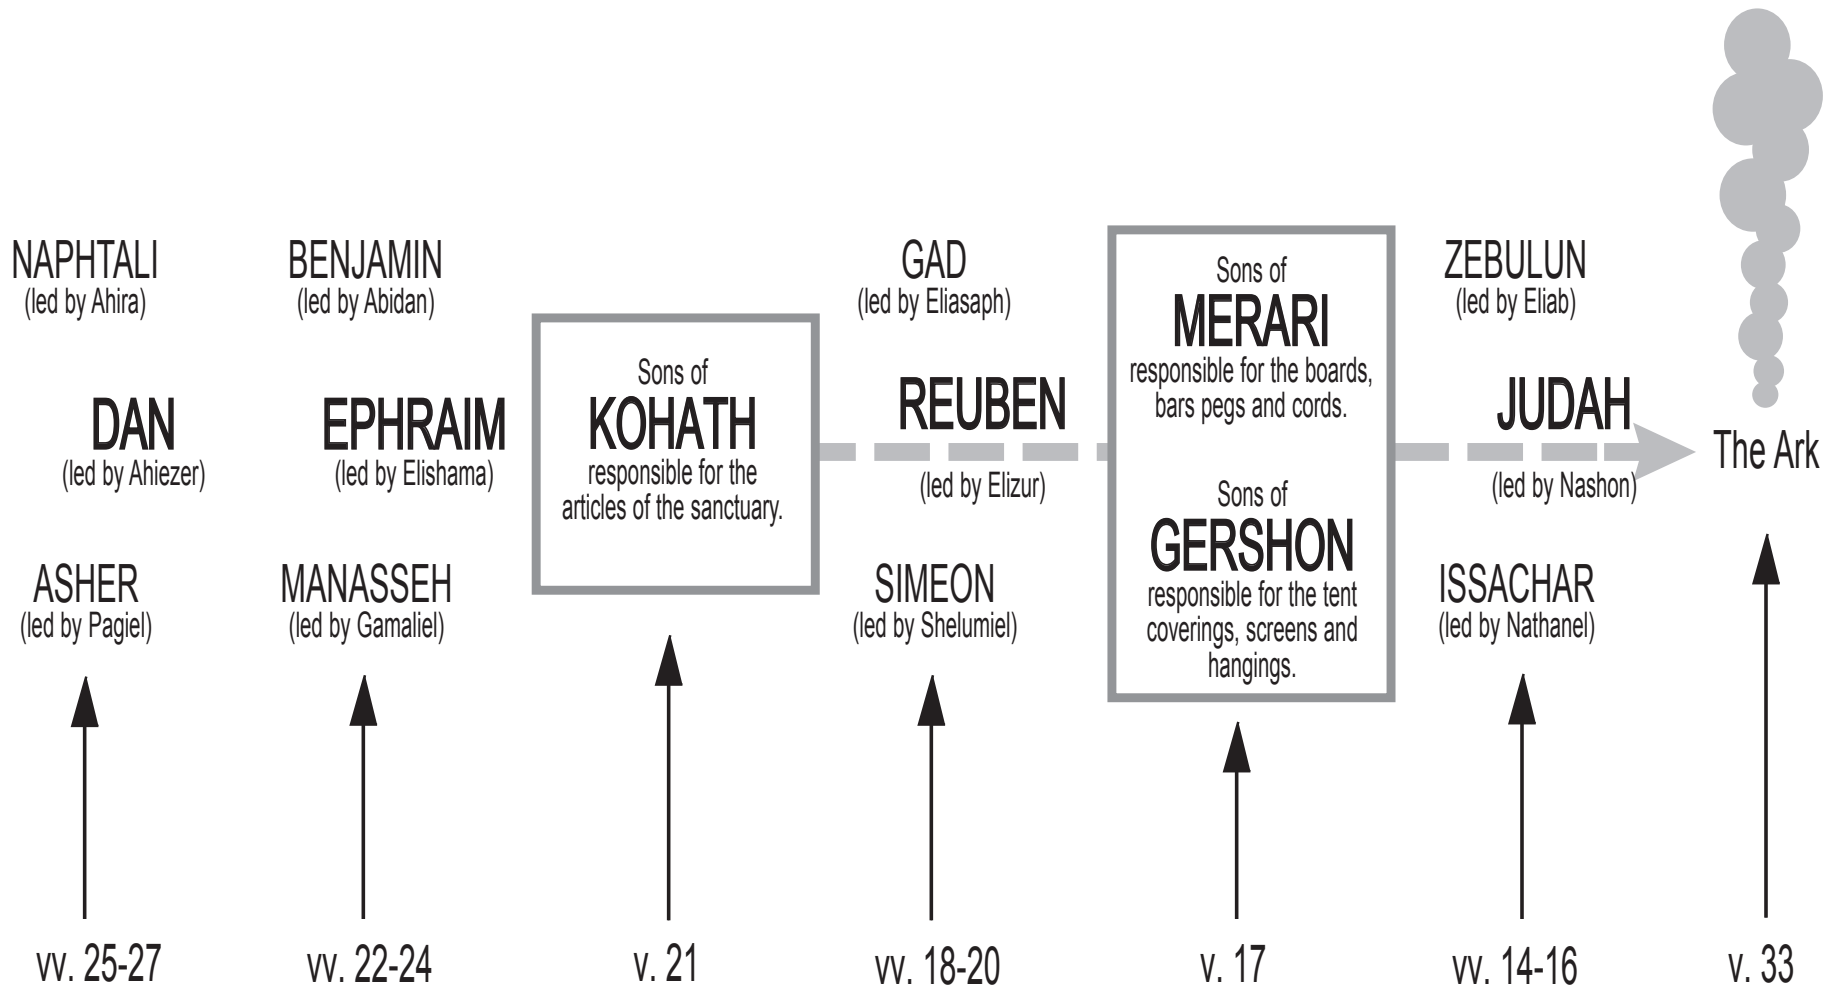 NAPHTALI
(led by Ahira)
DAN
(led by Ahiezer)
ASHER
(led by Pagiel)
vv. 25-27
BENJAMIN
(led by Abidan)
EPHRAIM
(led by Elishama)
MANASSEH
(led by Gamaliel)
vv. 22-24
Sons of
KOHATH
responsible for the
articles of the sanctuary.
v. 21
GAD
(led by Eliasaph)
REUBEN
(led by Elizur)
SIMEON
(led by Shelumiel)
vv. 18-20
Sons of
MERARI
responsible for the boards,
bars pegs and cords.
Sons of
GERSHON
responsible for the tent
coverings, screens and
hangings.
v. 17
ZEBULUN
(led by Eliab)
JUDAH
(led by Nashon)
ISSACHAR
(led by Nathanel)
vv. 14-16
The Ark
v. 33